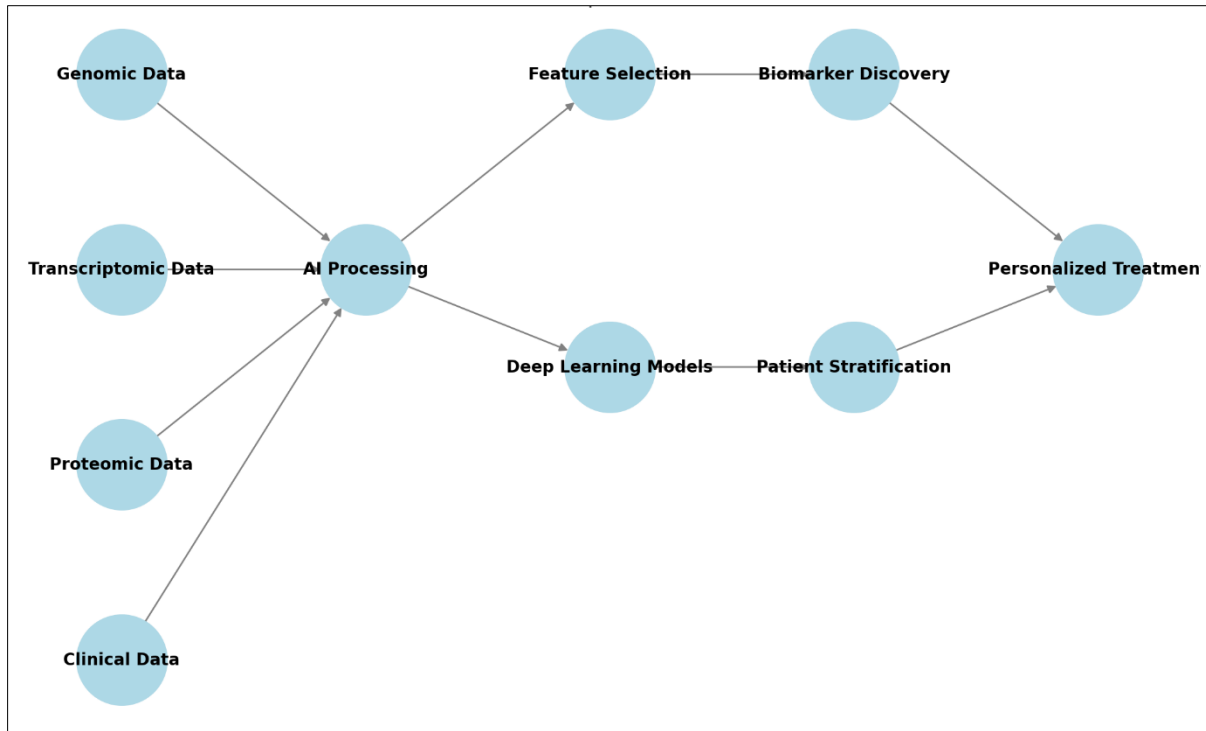 Genomic Data
Feature Selection
Biomarker Discovery
Transcriptomic Data
AI Processing
Personalized Treatmen
Deep Learning Models
Patient Stratification
Proteomic Data
Clinical Data